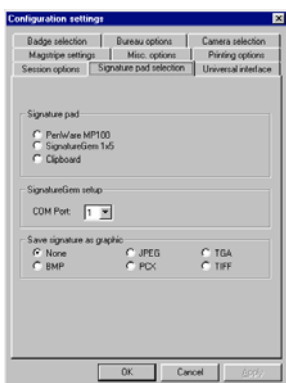 Configuration settings
Badge selection Bureau options Camera selection
Magstripe settings Misc. options Printing options
Session options Signature pad selection Universal interface
Signature pad
PenWare MP100
SignatureGem 1x5
Clipboard
SignatureGem setup
COM Port: 1
Save signature as graphic
None JPEG TGA
BMP PCX TIFF
OK Cancel Apply